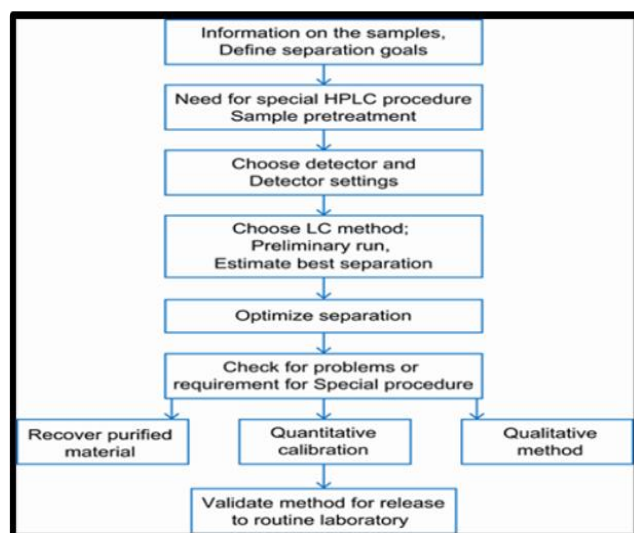 Information on the samples,
Define separation goals
Need for special HPLC procedure
Sample pretreatment
Choose detector and
Detector settings
Choose LC method;
Preliminary run,
Estimate best separation
Optimize separation
Check for problems or
requirement for Special procedure
Recover purified
material
Quantitative
calibration
Qualitative
method
Validate method for release
to routine laboratory